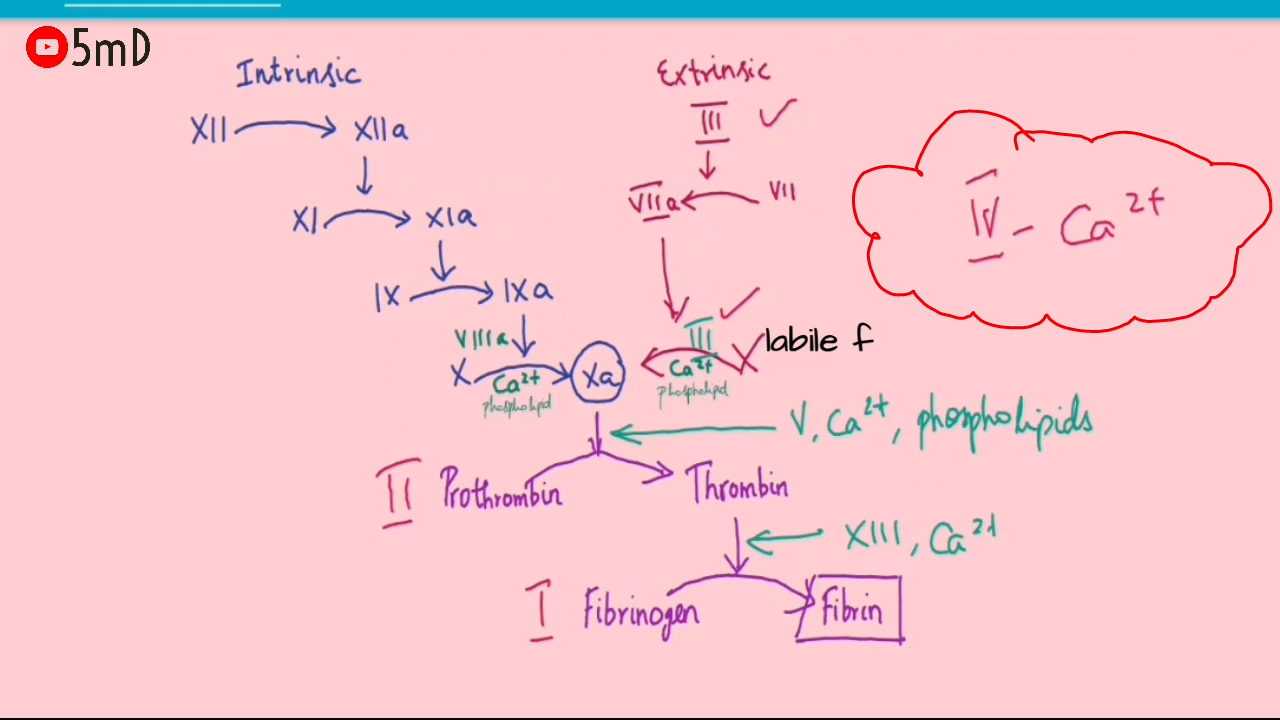 5mD
Intrinsic
Extrinsic
III
XII XIIa
VIIa VII
IV - Ca2+
XI XIa
IX IXa
VIIIa
III
labile f
X Ca2+ Xa Ca2+ X
phospholipid phospholipid
V, Ca2+, phospholipids
II Prothrombin Thrombin
XIII, Ca2+
I Fibrinogen Fibrin